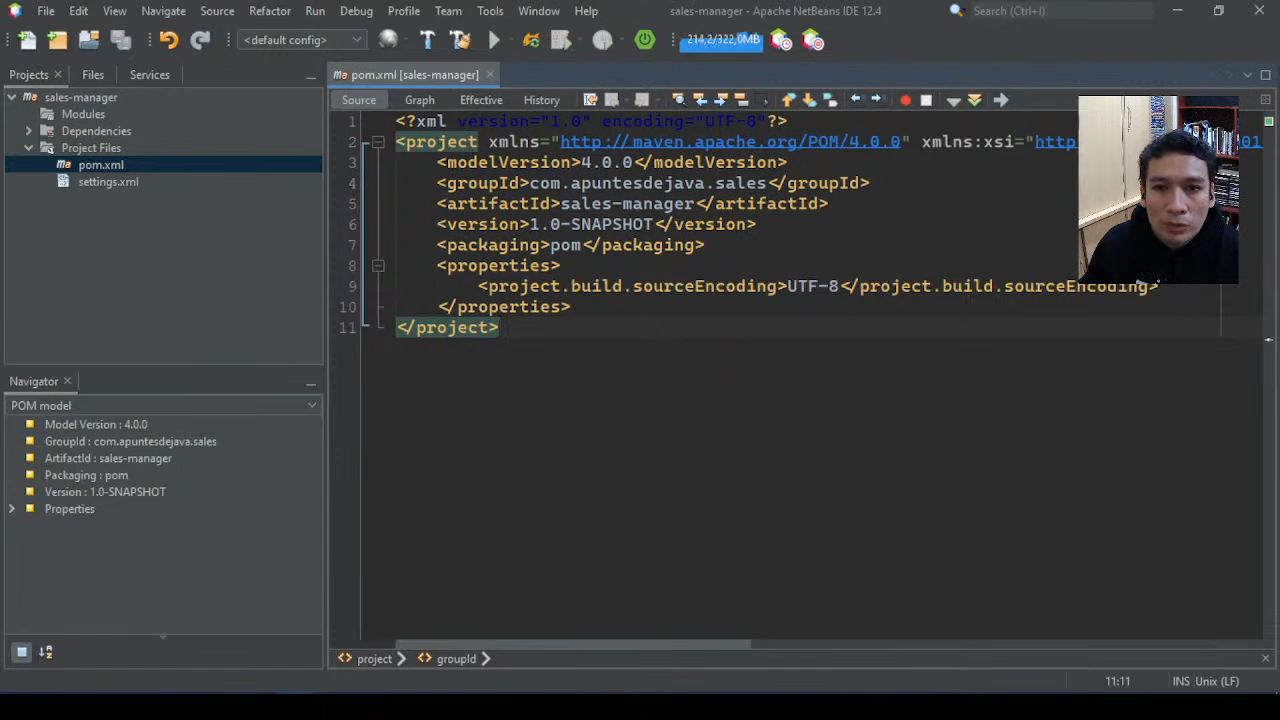 File Edit View Navigate Source Refactor Run Debug Profile Team Tools Window Help
sales-manager - Apache NetBeans IDE 12.4
Search (Ctrl+I)
<default config>
214,2/322,0MB
Projects
Files
Services
sales-manager
Modules
Dependencies
Project Files
pom.xml
settings.xml
Navigator
POM model
Model Version : 4.0.0
GroupId : com.apuntesdejava.sales
ArtifactId : sales-manager
Packaging : pom
Version : 1.0-SNAPSHOT
Properties
pom.xml [sales-manager]
Source Graph Effective History
1 <?xml version="1.0" encoding="UTF-8"?>
2 <project xmlns="http://maven.apache.org/POM/4.0.0" xmlns:xsi="http 01
3 <modelVersion>4.0.0</modelVersion>
4 <groupId>com.apuntesdejava.sales</groupId>
5 <artifactId>sales-manager</artifactId>
6 <version>1.0-SNAPSHOT</version>
7 <packaging>pom</packaging>
8 <properties>
9 <project.build.sourceEncoding>UTF-8</project.build.sourceEncoding>
10 </properties>
11 </project>
project groupId
11:11 INS Unix (LF)